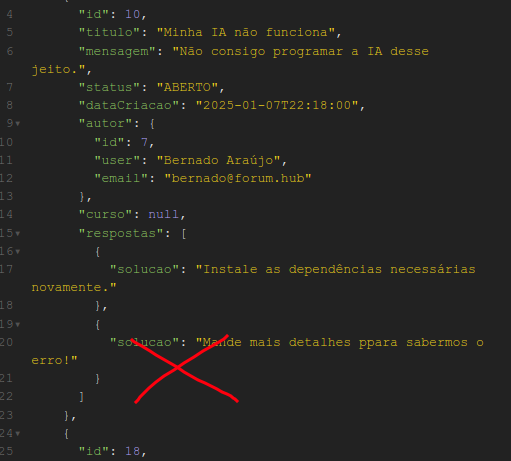 4 "id": 10,
5 "titulo": "Minha IA não funciona",
6 "mensagem": "Não consigo programar a IA desse
jeito.",
7 "status": "ABERTO",
8 "dataCriacao": "2025-01-07T22:18:00",
9 "autor": {
10 "id": 7,
11 "user": "Bernado Araújo",
12 "email": "bernado@forum.hub"
13 },
14 "curso": null,
15 "respostas": [
16 {
17 "solucao": "Instale as dependências necessárias
novamente."
18 },
19 {
20 "solucao": "Mande mais detalhes ppara sabermos o
erro!"
21 }
22 ]
23 },
24 {
25 "id": 18,